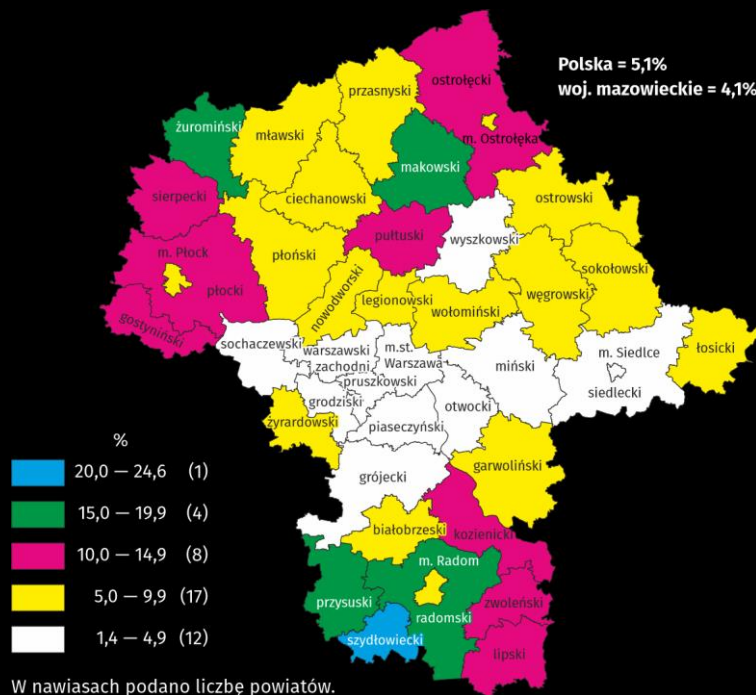 Polska = 5,1%
woj. mazowieckie = 4,1%
ostrołęcki
przasnyski
żuromiński
mławski
m. Ostrołęka
makowski
ciechanowski
ostrowski
sierpecki
pułtuski
wyszkowski
m. Płock
płoński
sokołowski
węgrowski
płocki
nowodworski
legionowski
wołomiński
gostyniński
sochaczewski
warszawski
zachodni
m.st.
Warszawa
miński
m. Siedlce
łosicki
pruszkowski
siedlecki
grodziski
otwocki
piaseczyński
żyrardowski
garwoliński
grójecki
białobrzeski
kozienicki
m. Radom
przysuski
zwoleński
radomski
szydłowiecki
lipski
%
20,0 — 24,6 (1)
15,0 — 19,9 (4)
10,0 — 14,9 (8)
5,0 — 9,9 (17)
1,4 — 4,9 (12)
W nawiasach podano liczbę powiatów.